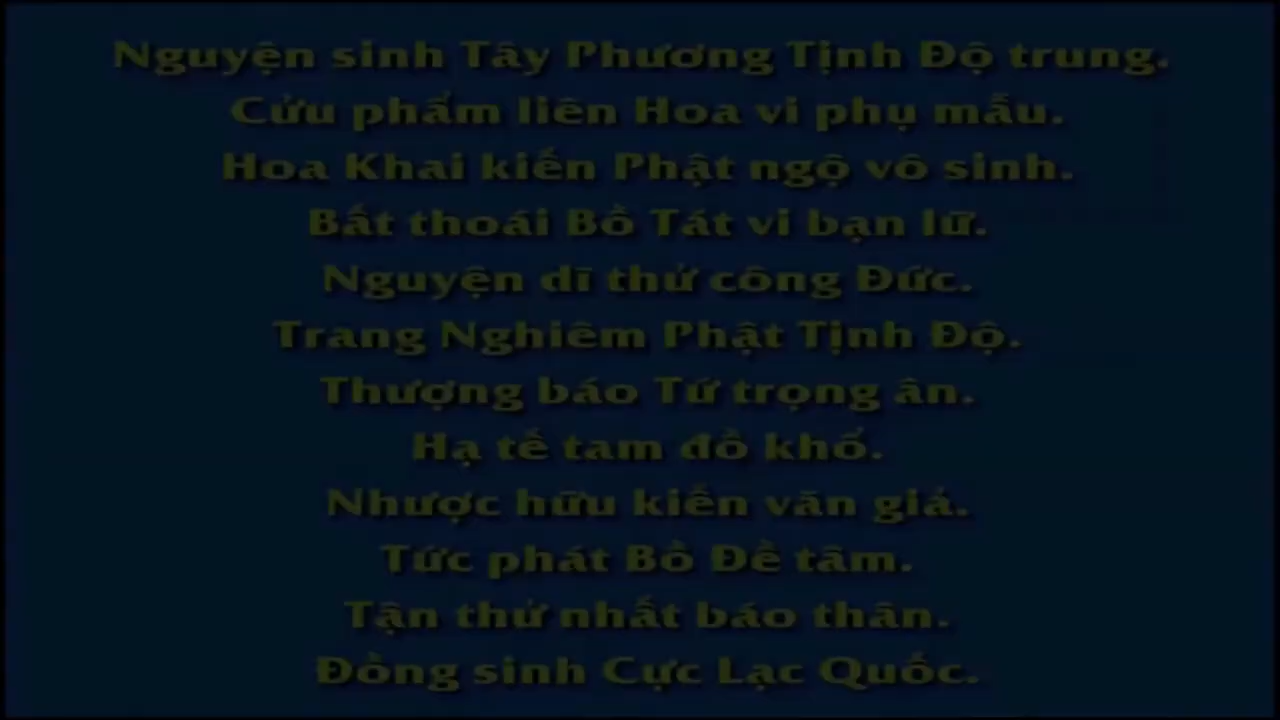 Nguyện sinh Tây Phương Tịnh Độ trung.
Cửu phẩm liên Hoa vi phụ mẫu.
Hoa Khai kiến Phật ngộ vô sinh.
Bất thoái Bồ Tát vi bạn lữ.
Nguyện dĩ thử công Đức.
Trang Nghiêm Phật Tịnh Độ.
Thượng báo Tứ trọng ân.
Hạ tế tam đồ khổ.
Nhược hữu kiến văn giả.
Tức phát Bồ Đề tâm.
Tận thử nhất báo thân.
Đồng sinh Cực Lạc Quốc.